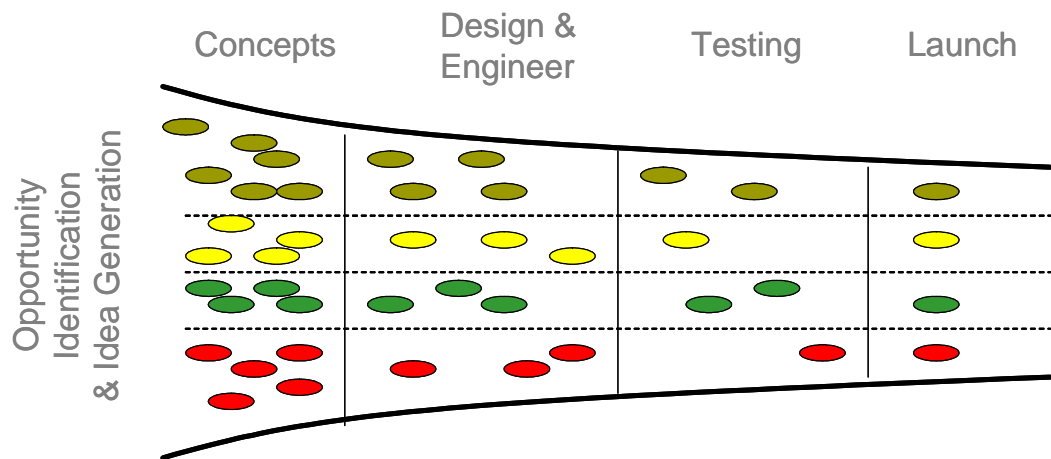 Concepts
Design &
Engineer
Testing
Launch
Opportunity
Identification
& Idea Generation